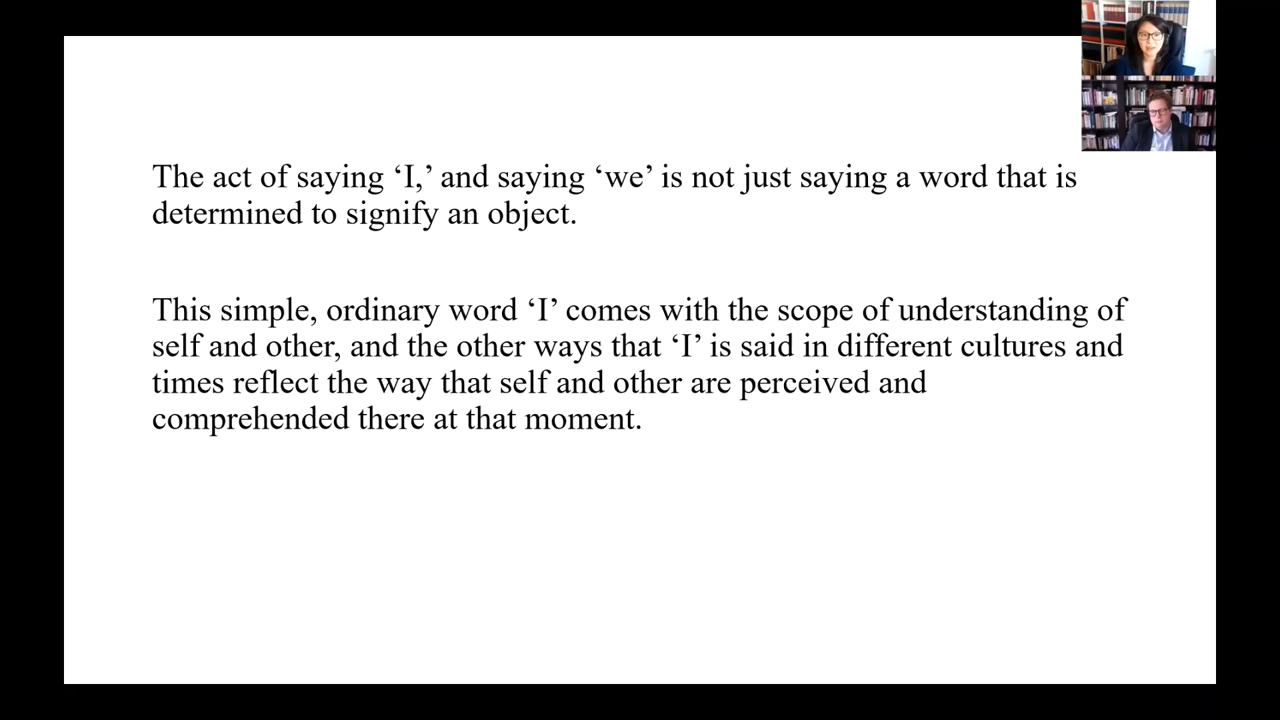 The act of saying ‘I,’ and saying ‘we’ is not just saying a word that is
determined to signify an object.
This simple, ordinary word ‘I’ comes with the scope of understanding of
self and other, and the other ways that ‘I’ is said in different cultures and
times reflect the way that self and other are perceived and
comprehended there at that moment.